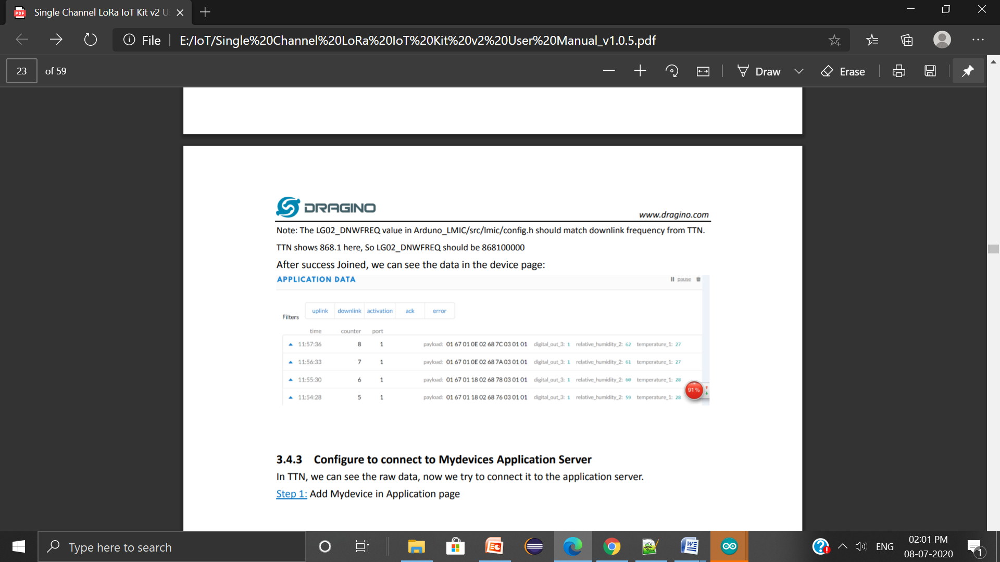 Single Channel LoRa IoT Kit v2 U
File
E:/IoT/Single%20Channel%20LoRa%20IoT%20Kit%20v2%20User%20Manual_v1.0.5.pdf
23 of 59
Draw
Erase
DRAGINO
www.dragino.com
Note: The LG02_DNWFREQ value in Arduno_LMIC/src/lmic/config.h should match downlink frequency from TTN.
TTN shows 868.1 here, So LG02_DNWFREQ should be 868100000
After success Joined, we can see the data in the device page:
APPLICATION DATA
pause
Filters uplink downlink activation ack error
time counter port
11:57:36 8 1 payload: 01 67 01 0E 02 68 7C 03 01 01 digital_out_3: 1 relative_humidity_2: 62 temperature_1: 27
11:56:33 7 1 payload: 01 67 01 0E 02 68 7A 03 01 01 digital_out_3: 1 relative_humidity_2: 61 temperature_1: 27
11:55:30 6 1 payload: 01 67 01 18 02 68 78 03 01 01 digital_out_3: 1 relative_humidity_2: 60 temperature_1: 28
91%
11:54:28 5 1 payload: 01 67 01 18 02 68 76 03 01 01 digital_out_3: 1 relative_humidity_2: 59 temperature_1: 28
3.4.3 Configure to connect to Mydevices Application Server
In TTN, we can see the raw data, now we try to connect it to the application server.
Step 1: Add Mydevice in Application page
Type here to search
ENG
02:01 PM
08-07-2020
1